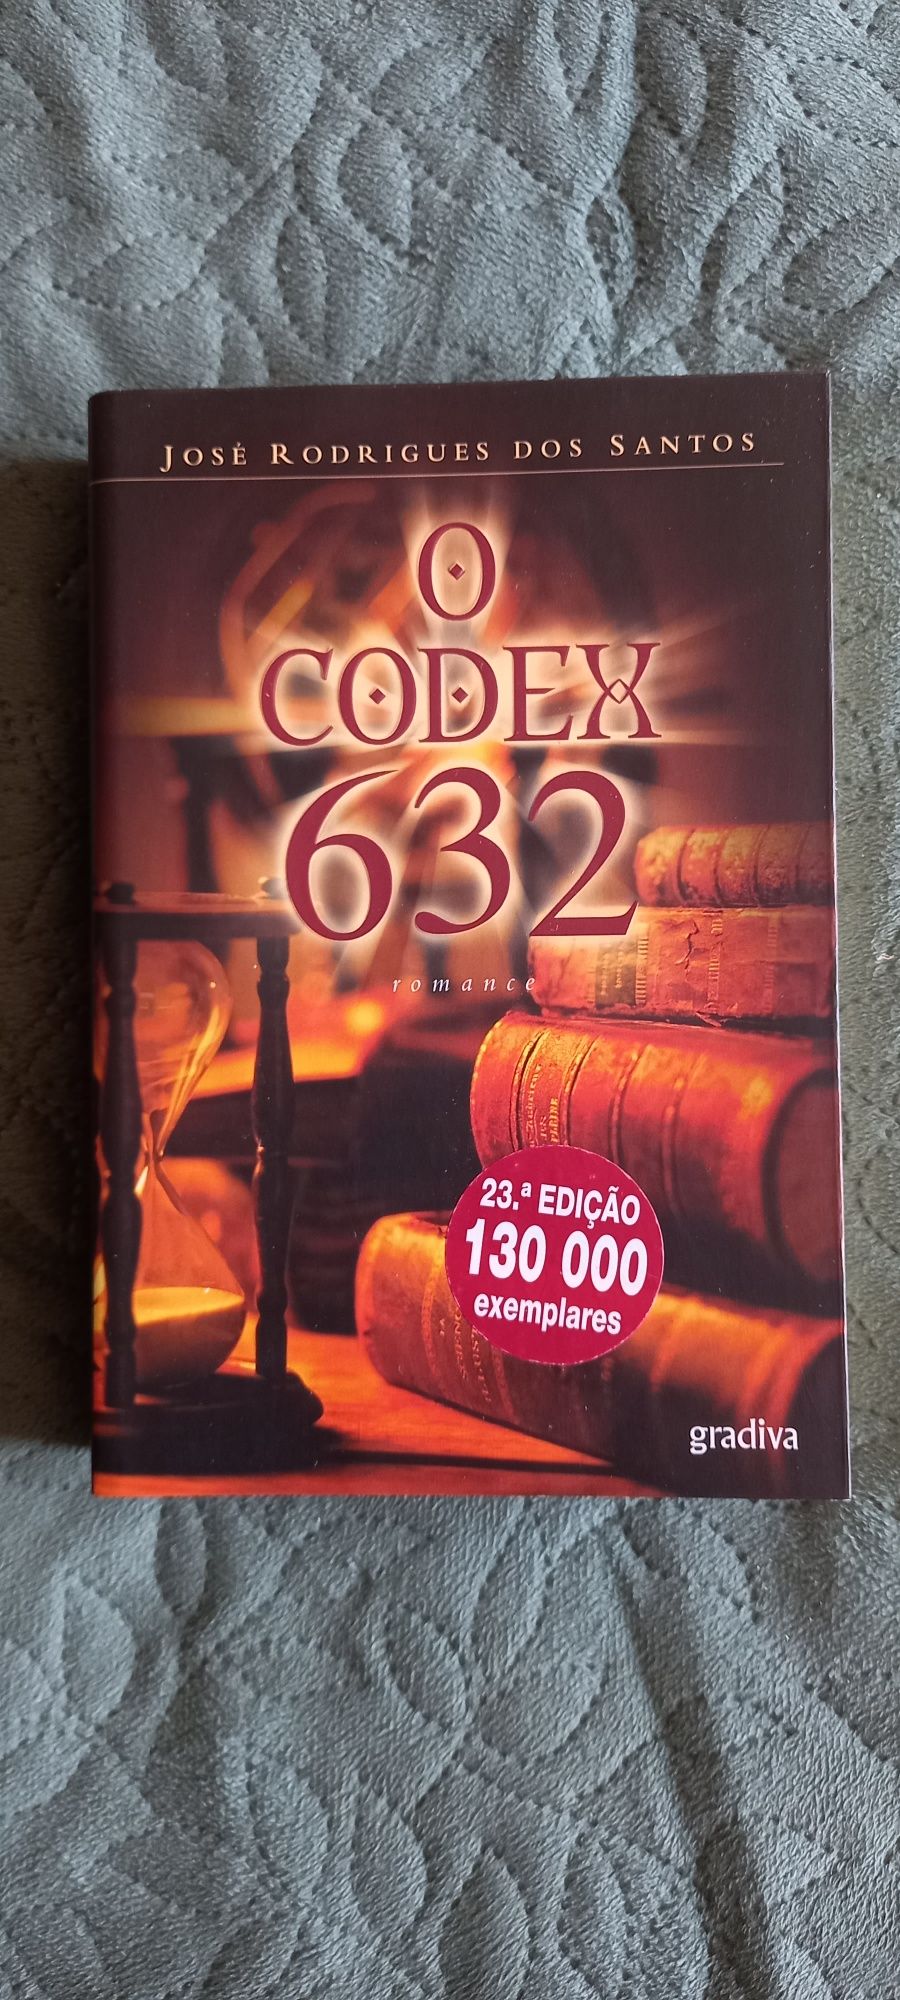 JOSÉ RODRIGUES DOS SANTOS
O
CODEX
632
romance
23.ª EDIÇÃO
130 000
exemplares
gradiva